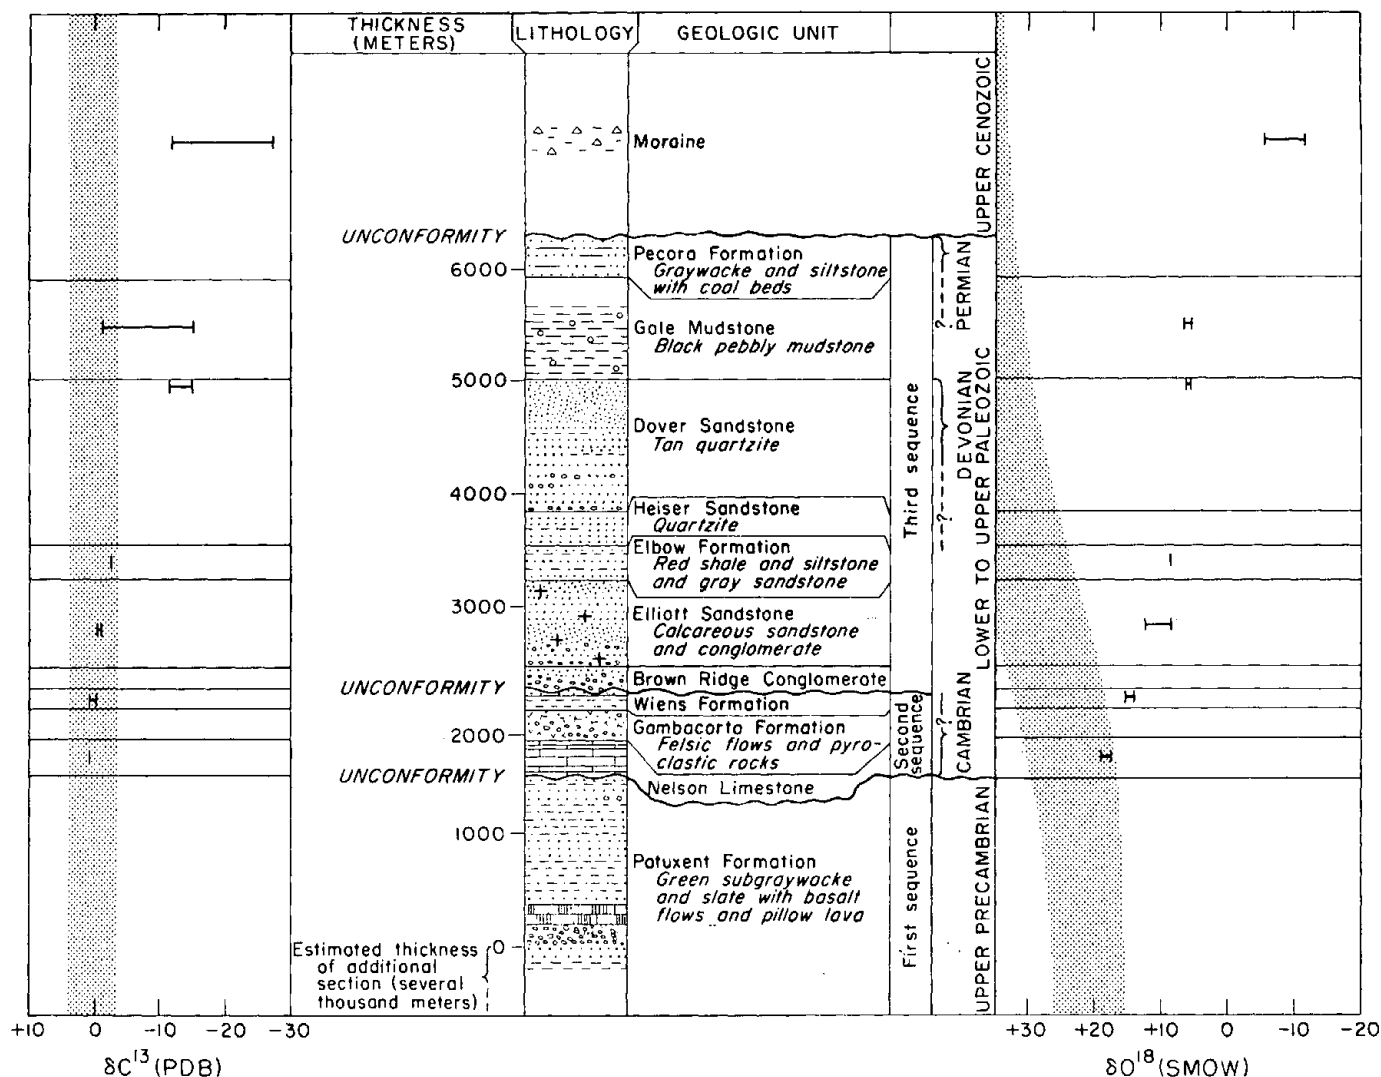 THICKNESS
(METERS)
LITHOLOGY
GEOLOGIC UNIT
Moraine
UPPER CENOZOIC
UNCONFORMITY
6000
Pecora Formation
Graywacke and siltstone
with coal beds
PERMIAN
?
Gale Mudstone
Black pebbly mudstone
5000
Dover Sandstone
Tan quartzite
DEVONIAN
?
LOWER TO UPPER PALEOZOIC
Third sequence
4000
Heiser Sandstone
Quartzite
Elbow Formation
Red shale and siltstone
and gray sandstone
3000
Elliott Sandstone
Calcareous sandstone
and conglomerate
UNCONFORMITY
Brown Ridge Conglomerate
Wiens Formation
2000
Gambacorta Formation
Felsic flows and pyro-
clastic rocks
Second
sequence
?
CAMBRIAN
UNCONFORMITY
Nelson Limestone
1000
Patuxent Formation
Green subgraywacke
and slate with basalt
flows and pillow lava
First sequence
UPPER PRECAMBRIAN
0
Estimated thickness
of additional
section (several
thousand meters)
+10 0 -10 -20 -30
δC13 (PDB)
+30 +20 +10 0 -10 -20
δO18 (SMOW)